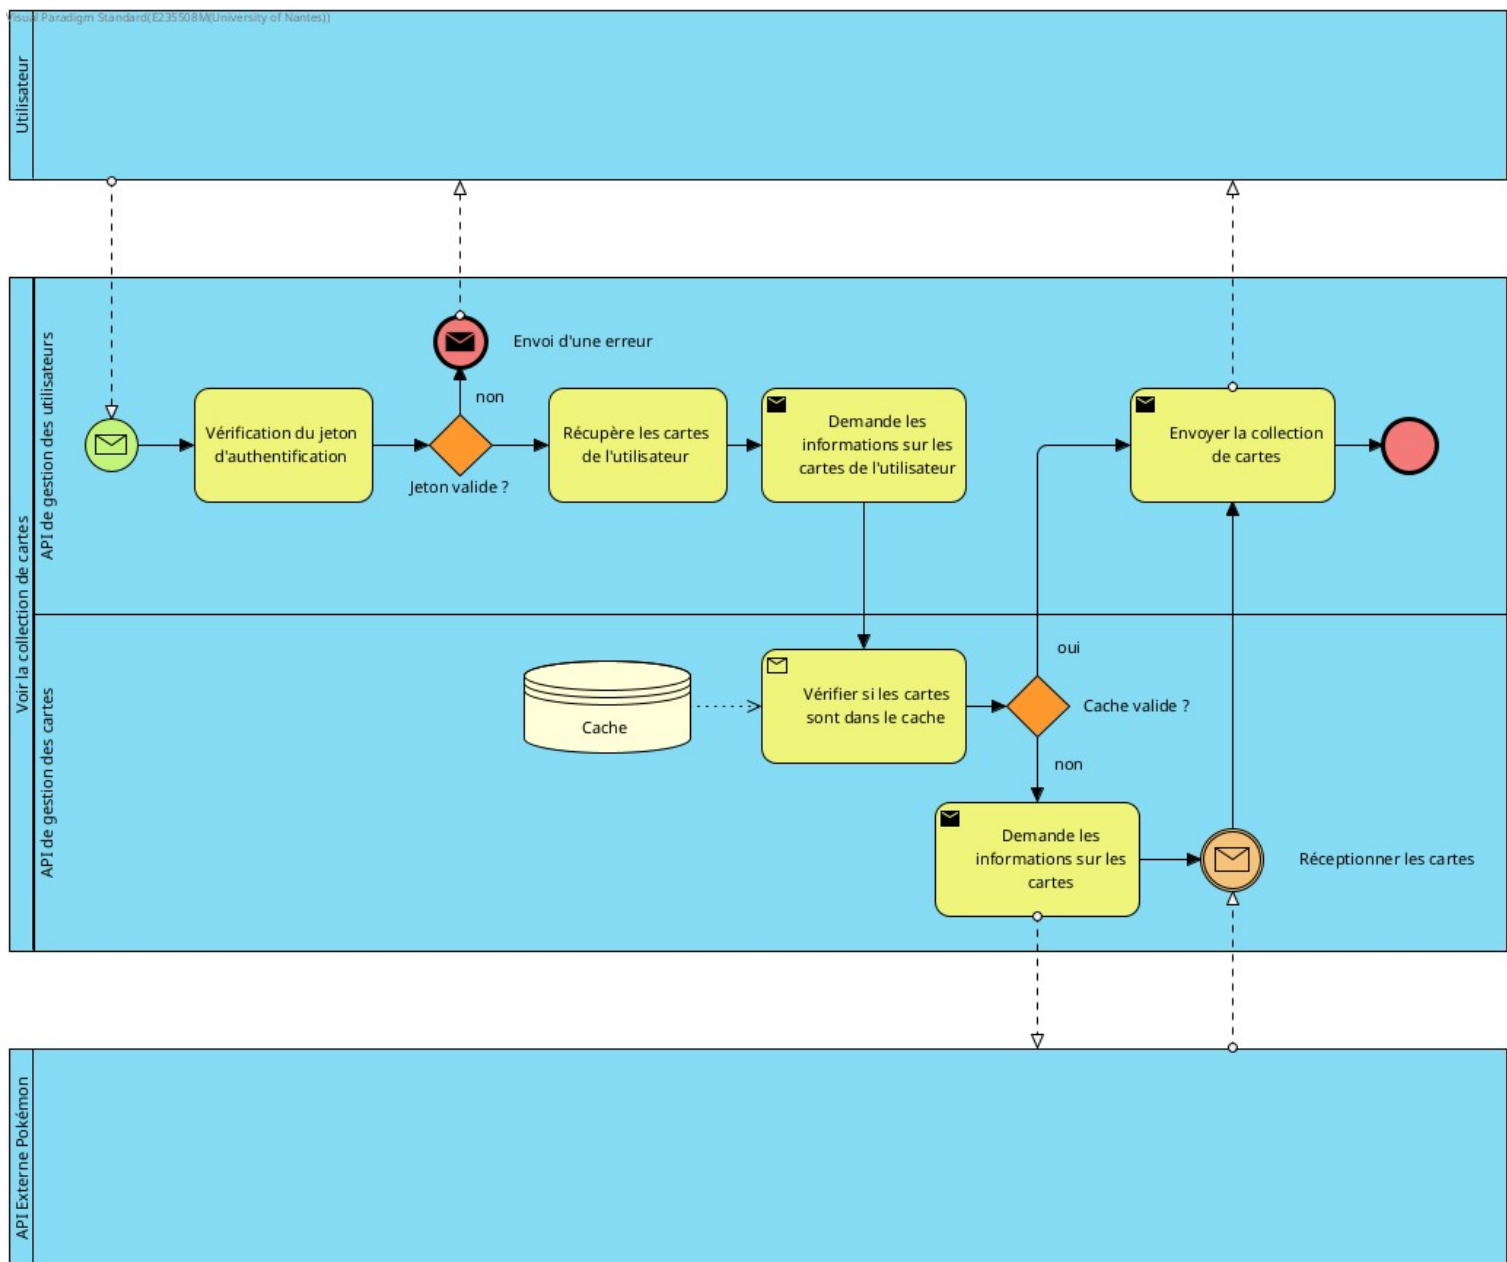 Visual Paradigm Standard(E235508M(University of Nantes))
Utilisateur
Voir la collection de cartes
API de gestion des utilisateurs
Envoi d'une erreur
non
Vérification du jeton
d'authentification
Jeton valide ?
Récupère les cartes
de l'utilisateur
Demande les
informations sur les
cartes de l'utilisateur
Envoyer la collection
de cartes
API de gestion des cartes
Cache
Vérifier si les cartes
sont dans le cache
oui
Cache valide ?
non
Demande les
informations sur les
cartes
Réceptionner les cartes
API Externe Pokémon